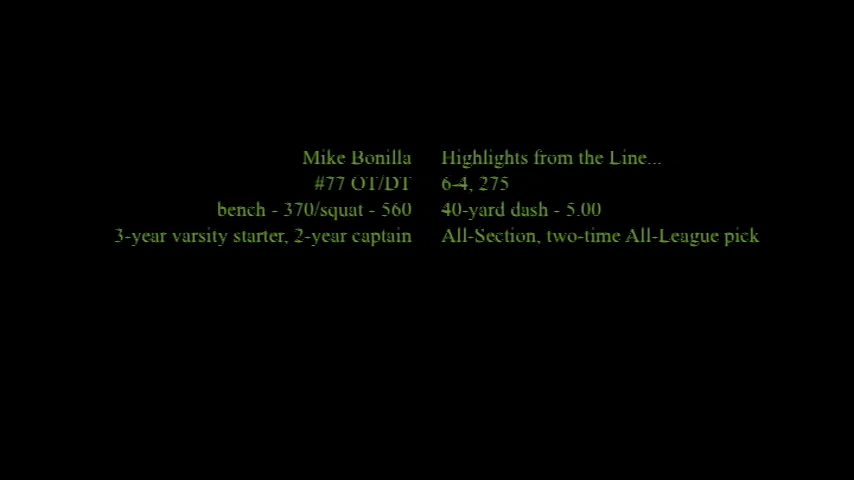 Mike Bonilla Highlights from the Line...
#77 OT/DT 6-4, 275
bench - 370/squat - 560 40-yard dash - 5.00
3-year varsity starter, 2-year captain All-Section, two-time All-League pick